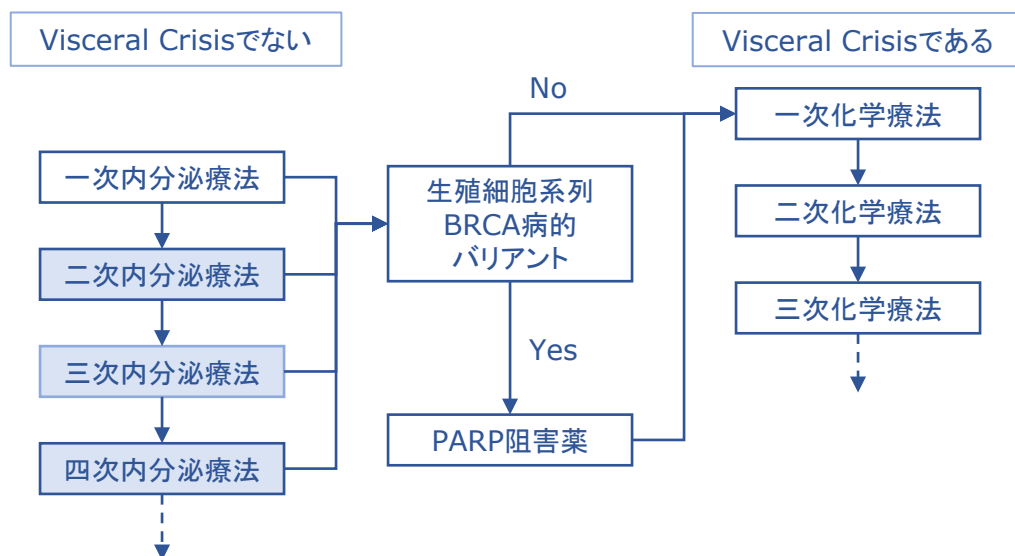 Visceral Crisisでない
Visceral Crisisである
No
一次化学療法
一次内分泌療法
生殖細胞系列
BRCA病的
バリアント
二次化学療法
二次内分泌療法
三次化学療法
三次内分泌療法
Yes
四次内分泌療法
PARP阻害薬